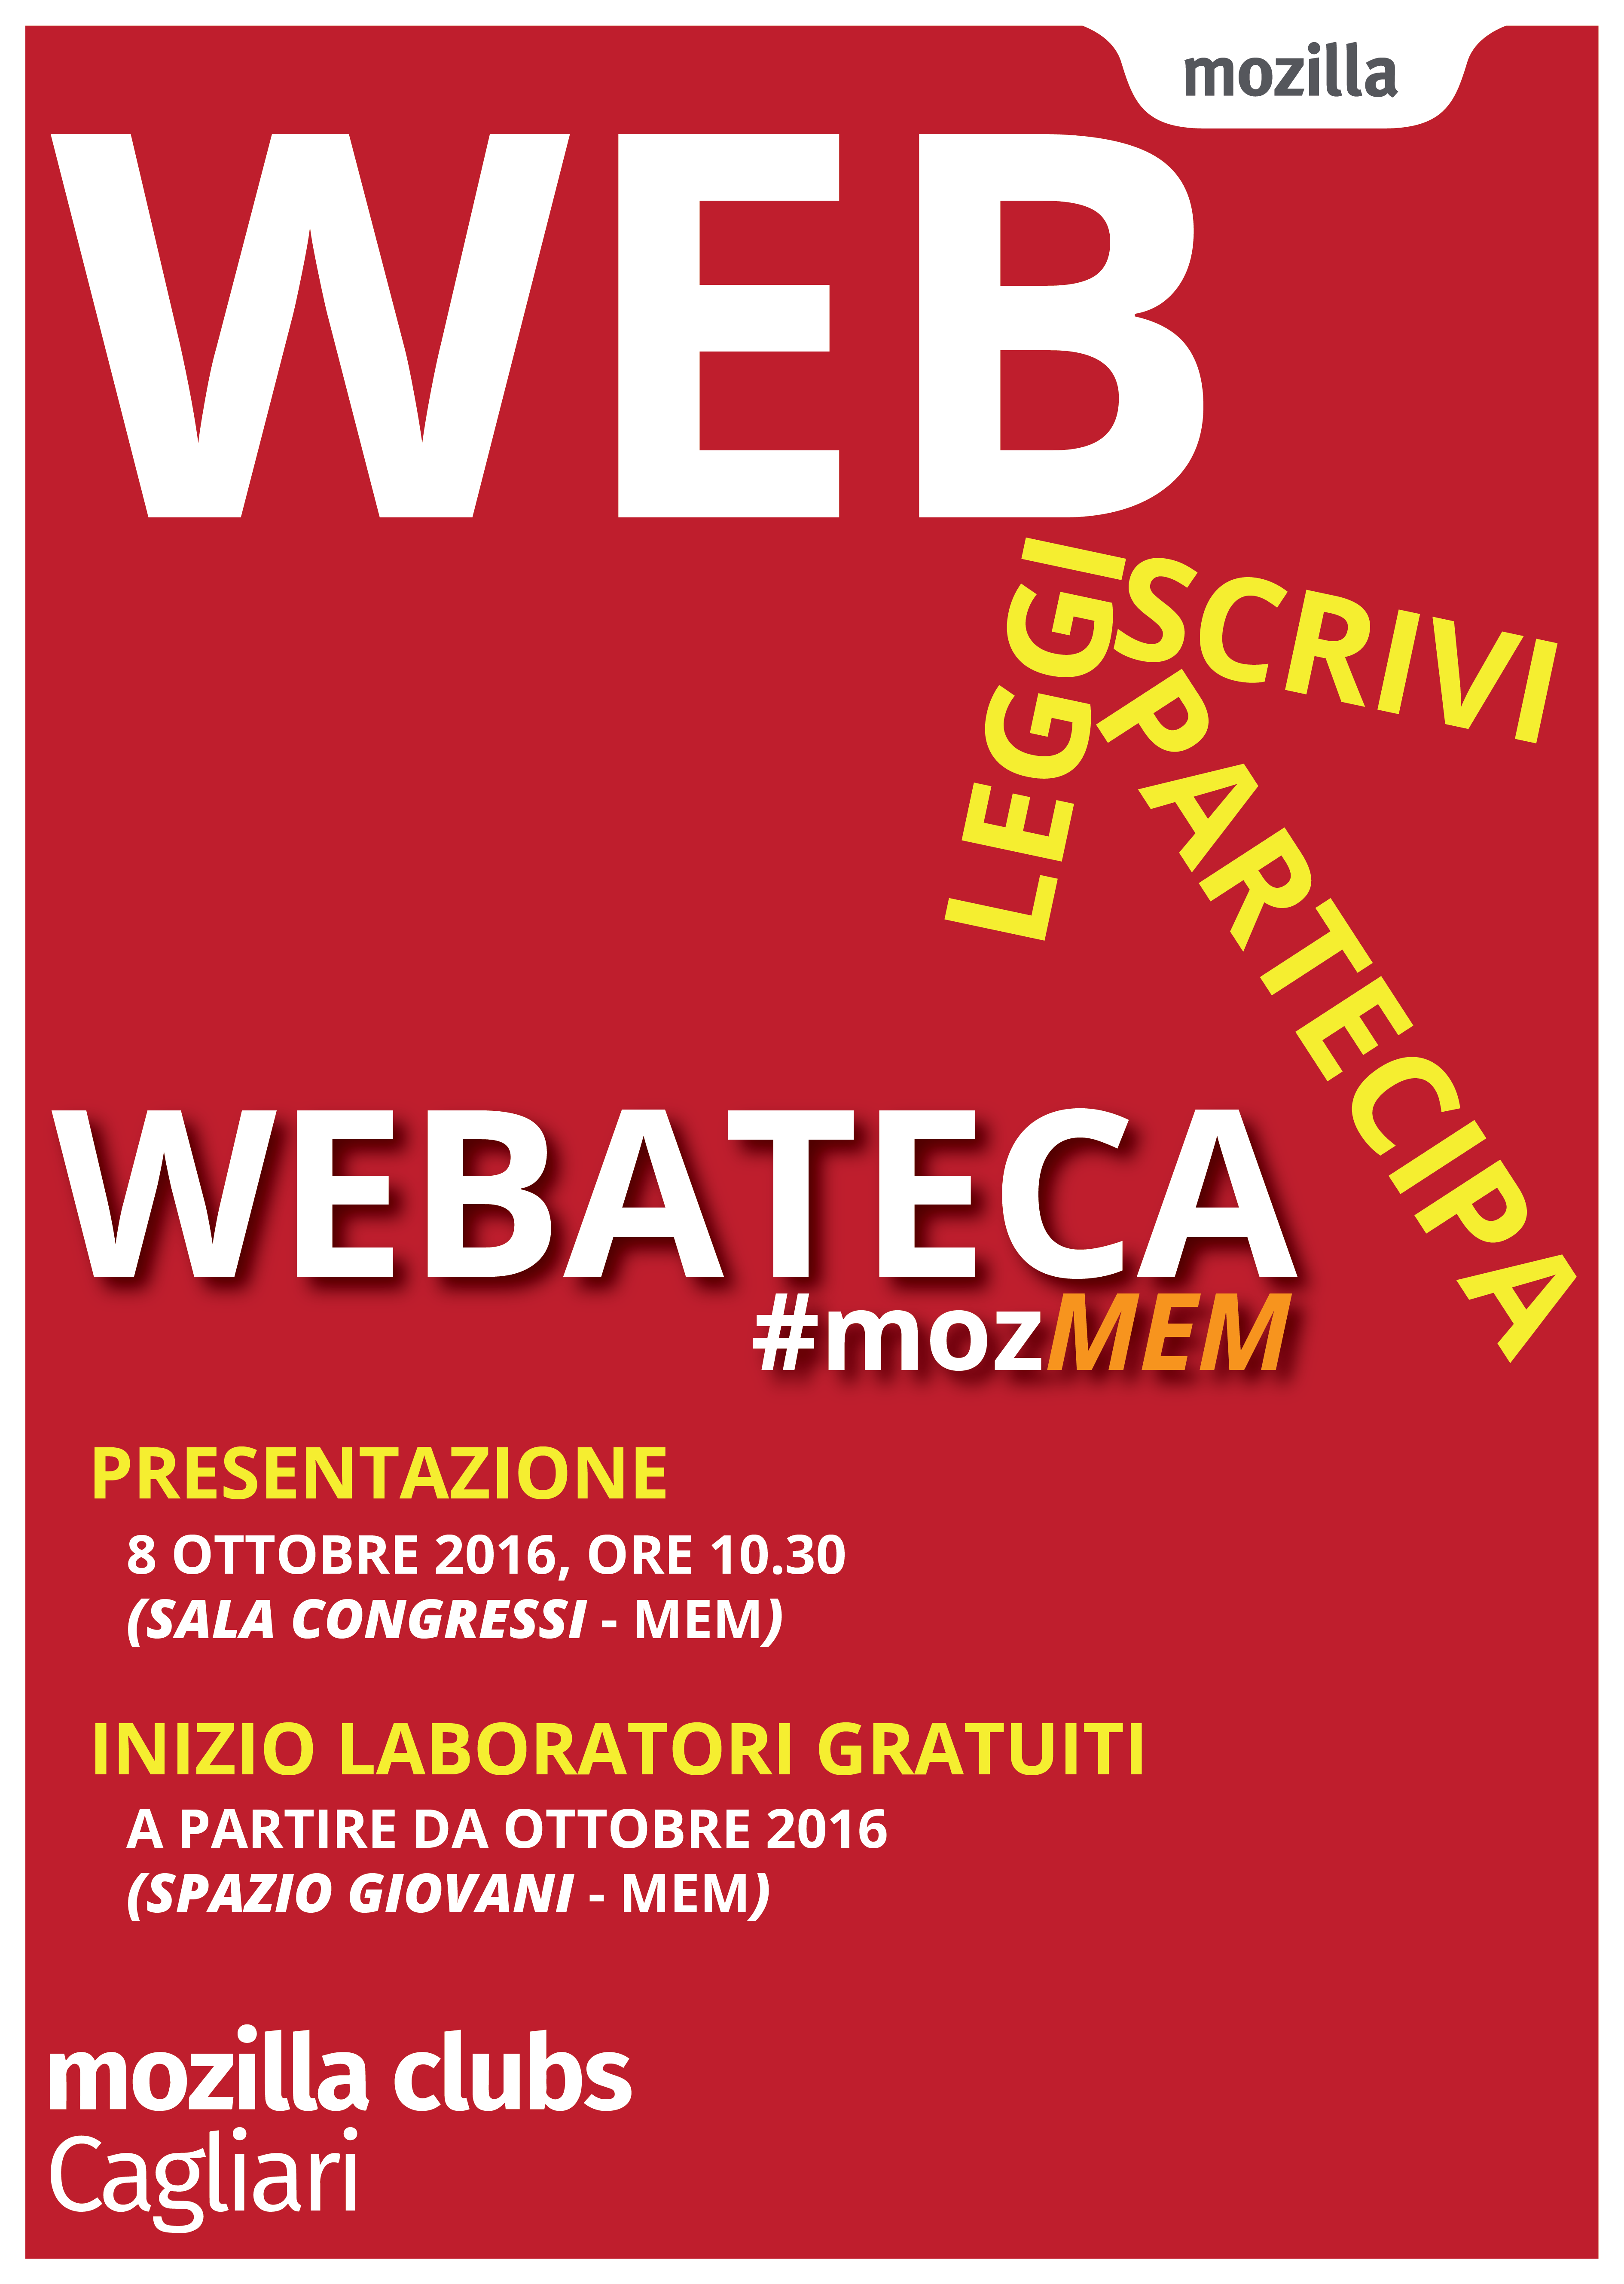 mozilla
WEB
LEGGI
SCRIVI
PARTECIPA
WEBATECA
#mozMEM
PRESENTAZIONE
8 OTTOBRE 2016, ORE 10.30
(SALA CONGRESSI - MEM)
INIZIO LABORATORI GRATUITI
A PARTIRE DA OTTOBRE 2016
(SPAZIO GIOVANI - MEM)
mozilla clubs
Cagliari